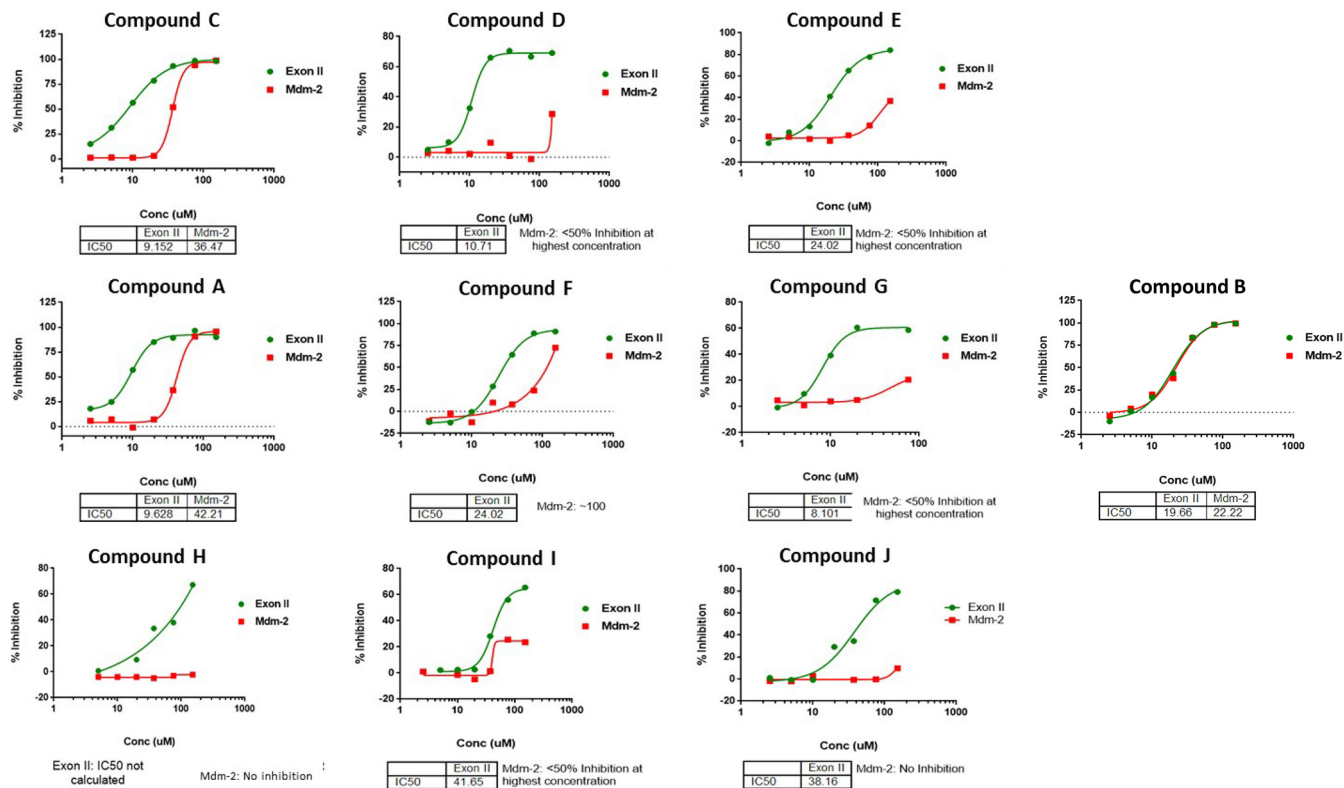 Compound C
% Inhibition
125
100
75
50
25
0
1 10 100 1000
Conc (uM)
Exon II
Mdm-2
Exon II Mdm-2
IC50 9.152 36.47
Compound D
% Inhibition
80
60
40
20
0
-20
1 10 100 1000
Conc (uM)
Exon II
Mdm-2
Exon II
IC50 10.71
Mdm-2: <50% Inhibition at
highest concentration
Compound E
% Inhibition
100
80
60
40
20
0
-20
1 10 100 1000
Conc (uM)
Exon II
Mdm-2
Exon II
IC50 24.02
Mdm-2: <50% Inhibition at
highest concentration
Compound A
% Inhibition
125
100
75
50
25
0
1 10 100 1000
Conc (uM)
Exon II
Mdm-2
Exon II Mdm-2
IC50 9.628 42.21
Compound F
% Inhibition
125
100
75
50
25
0
-25
1 10 100 1000
Conc (uM)
Exon II
Mdm-2
Exon II
IC50 24.02
Mdm-2: ~100
Compound G
% Inhibition
80
60
40
20
0
-20
1 10 100
Conc (uM)
Exon II
Mdm-2
Exon II
IC50 8.101
Mdm-2: <50% Inhibition at
highest concentration
Compound B
% Inhibition
125
100
75
50
25
0
-25
1 10 100 1000
Conc (uM)
Exon II
Mdm-2
Exon II Mdm-2
IC50 19.66 22.22
Compound H
% Inhibition
80
60
40
20
0
-20
1 10 100 1000
Conc (uM)
Exon II
Mdm-2
Exon II: IC50 not
calculated
Mdm-2: No inhibition :
Compound I
% Inhibition
80
60
40
20
0
-20
1 10 100 1000
Conc (uM)
Exon II
Mdm-2
Exon II
IC50 41.65
Mdm-2: <50% Inhibition at
highest concentration
Compound J
% Inhibition
100
80
60
40
20
0
-20
1 10 100 1000
Conc (uM)
Exon II
Mdm-2
Exon II
IC50 38.16
Mdm-2: No Inhibition